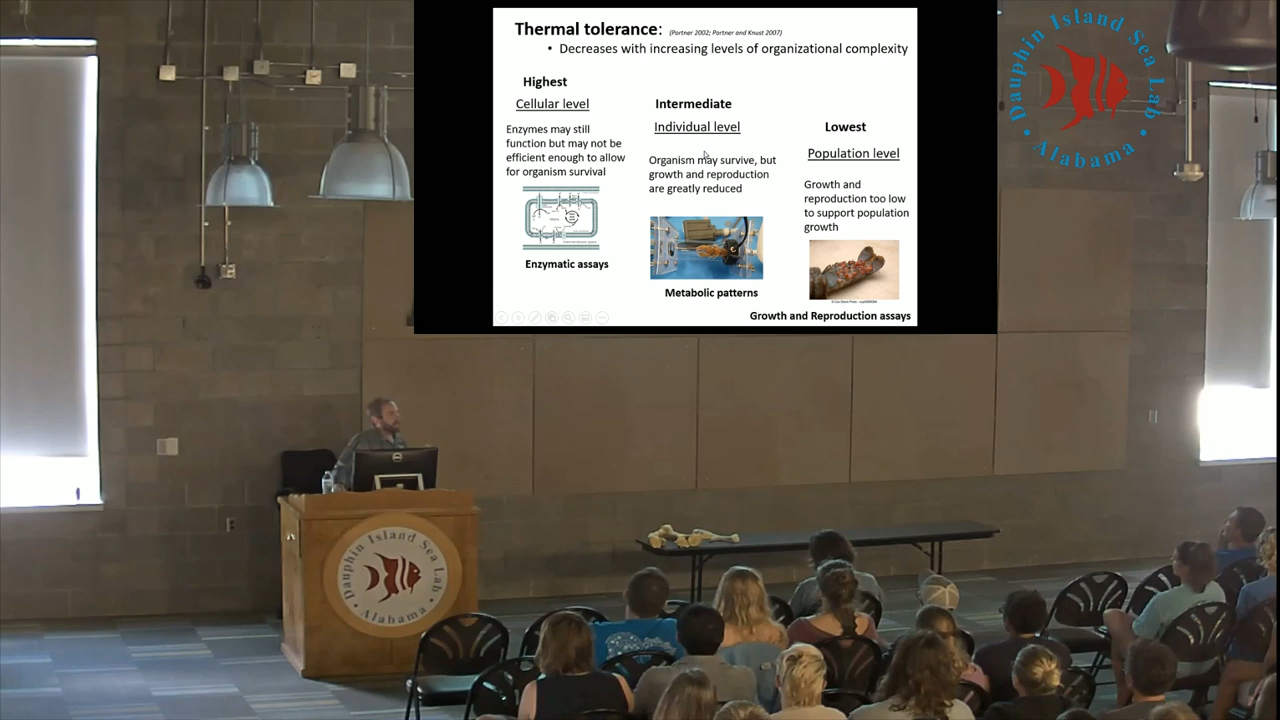 Thermal tolerance: (Portner 2002; Portner and Knust 2007)
• Decreases with increasing levels of organizational complexity
Highest
Cellular level
Enzymes may still
function but may not be
efficient enough to allow
for organism survival
Enzymatic assays
Intermediate
Individual level
Organism may survive, but
growth and reproduction
are greatly reduced
Metabolic patterns
Lowest
Population level
Growth and
reproduction too low
to support population
growth
Growth and Reproduction assays
Dauphin Island Sea Lab
Alabama
DELL
Dauphin Island Sea Lab
Alabama